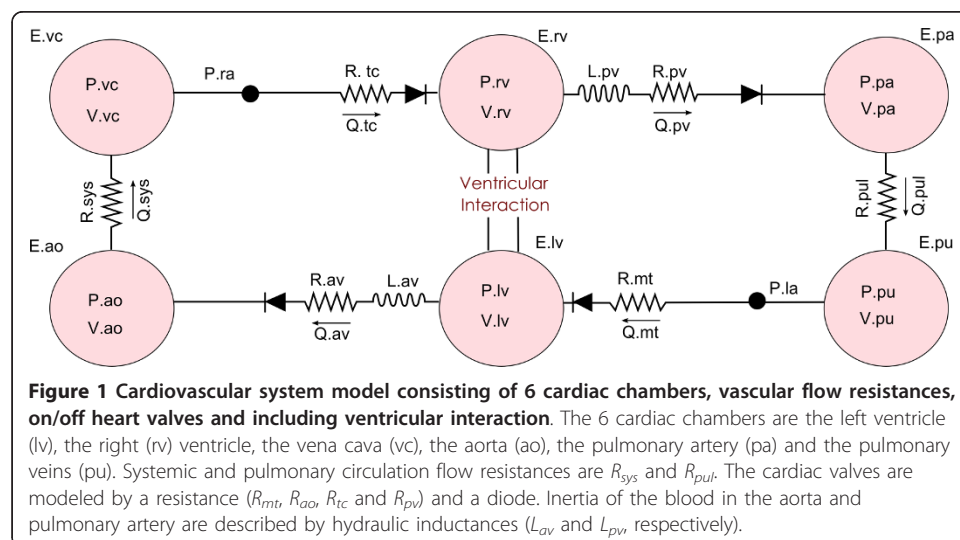 E.vc
P.vc
V.vc
P.ra
R. tc
Q.tc
E.rv
P.rv
V.rv
L.pv
R.pv
Q.pv
E.pa
P.pa
V.pa
R.sys
Q.sys
Ventricular
Interaction
R.pul
Q.pul
E.ao
P.ao
V.ao
R.av
L.av
Q.av
E.lv
P.lv
V.lv
R.mt
Q.mt
P.la
E.pu
P.pu
V.pu
Figure 1 Cardiovascular system model consisting of 6 cardiac chambers, vascular flow resistances,
on/off heart valves and including ventricular interaction. The 6 cardiac chambers are the left ventricle
(lv), the right (rv) ventricle, the vena cava (vc), the aorta (ao), the pulmonary artery (pa) and the pulmonary
veins (pu). Systemic and pulmonary circulation flow resistances are Rsys and Rpul. The cardiac valves are
modeled by a resistance (Rmt, Rao, Rtc and Rpv) and a diode. Inertia of the blood in the aorta and
pulmonary artery are described by hydraulic inductances (Lav and Lpv, respectively).